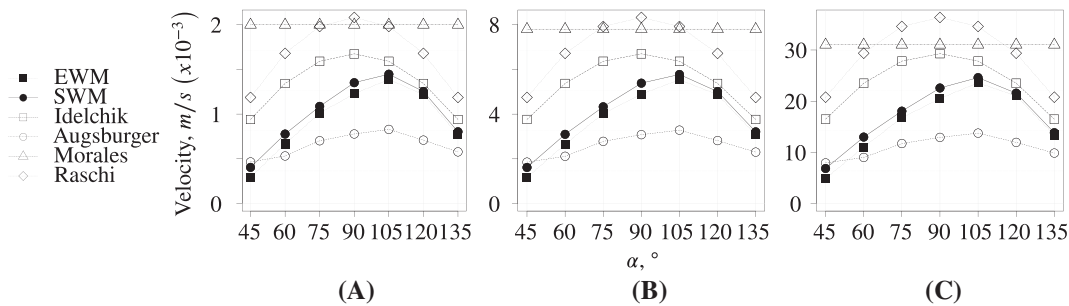 EWM
SWM
Idelchik
Augsburger
Morales
Raschi
Velocity, m/s (x10⁻³)
2
1
0
45 60 75 90 105 120 135
8
4
0
45 60 75 90 105 120 135
30
20
10
0
45 60 75 90 105 120 135
α, °
(A) (B) (C)